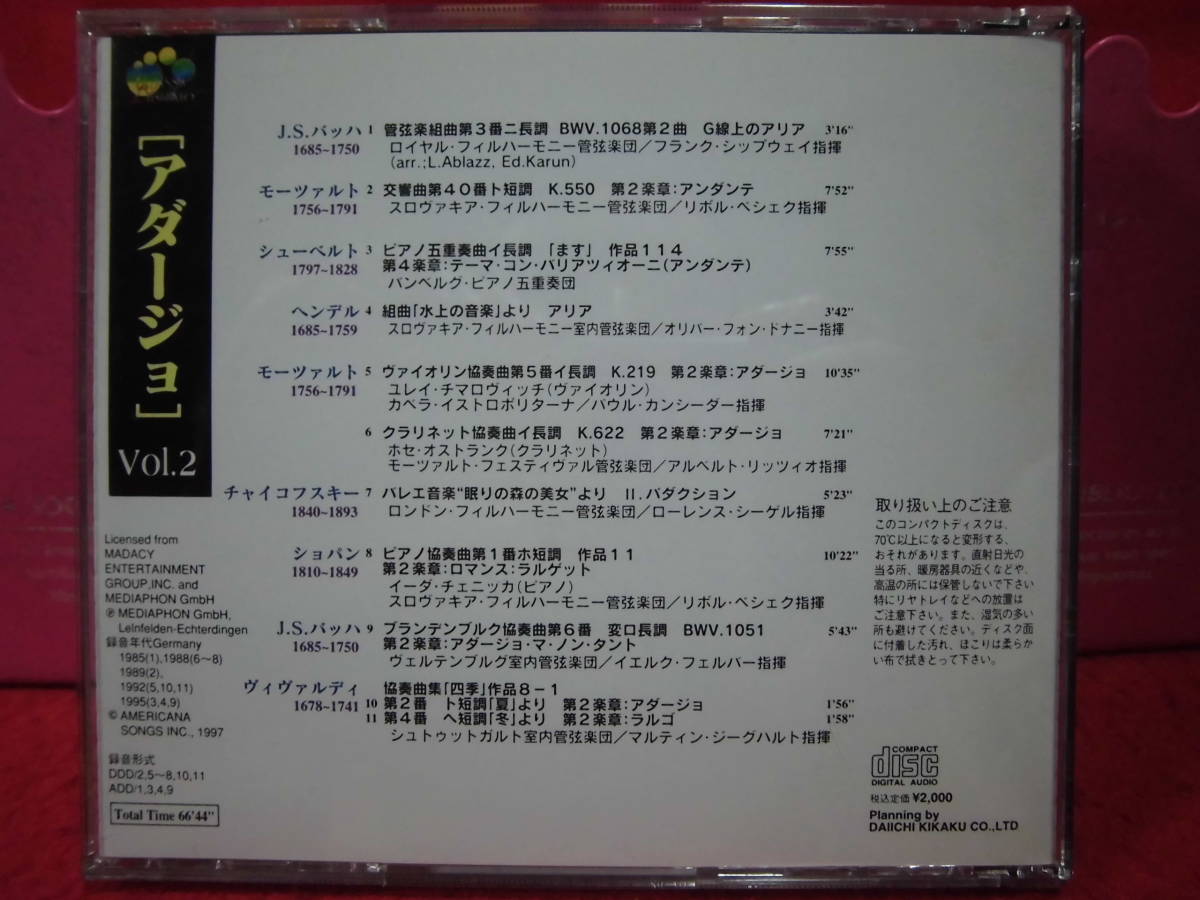 [アダージョ]
Vol.2
J.S.バッハ 1 管弦楽組曲第3番ニ長調 BWV.1068第2曲 G線上のアリア 3'16"
1685~1750 ロイヤル・フィルハーモニー管弦楽団/フランク・シップウェイ指揮
(arr.;L.Ablazz, Ed.Karun)
モーツァルト 2 交響曲第40番ト短調 K.550 第2楽章:アンダンテ 7'52"
1756~1791 スロヴァキア・フィルハーモニー管弦楽団/リボル・ペシェク指揮
シューベルト 3 ピアノ五重奏曲イ長調 「ます」 作品114 7'55"
1797~1828 第4楽章:テーマ・コン・バリアツィオーニ(アンダンテ)
バンベルグ・ピアノ五重奏団
ヘンデル 4 組曲「水上の音楽」より アリア 3'42"
1685~1759 スロヴァキア・フィルハーモニー室内管弦楽団/オリバー・フォン・ドナニー指揮
モーツァルト 5 ヴァイオリン協奏曲第5番イ長調 K.219 第2楽章:アダージョ 10'35"
1756~1791 ユレイ・チマロヴィッチ(ヴァイオリン)
カペラ・イストロポリターナ/パウル・カンシーダー指揮
6 クラリネット協奏曲イ長調 K.622 第2楽章:アダージョ 7'21"
ホセ・オストランク(クラリネット)
モーツァルト・フェスティヴァル管弦楽団/アルベルト・リッツィオ指揮
チャイコフスキー 7 バレエ音楽“眠りの森の美女”より II.パダクション 5'23"
1840~1893 ロンドン・フィルハーモニー管弦楽団/ローレンス・シーゲル指揮
ショパン 8 ピアノ協奏曲第1番ホ短調 作品11 10'22"
1810~1849 第2楽章:ロマンス:ラルゲット
イーダ・チェニッカ(ピアノ)
スロヴァキア・フィルハーモニー管弦楽団/リボル・ペシェク指揮
J.S.バッハ 9 ブランデンブルク協奏曲第6番 変ロ長調 BWV.1051 5'43"
1685~1750 第2楽章:アダージョ・マ・ノン・タント
ヴェルテンブルグ室内管弦楽団/イエルク・フェルバー指揮
ヴィヴァルディ 協奏曲集「四季」作品8-1
1678~1741 10 第2番 ト短調「夏」より 第2楽章:アダージョ 1'56"
11 第4番 ヘ短調「冬」より 第2楽章:ラルゴ 1'58"
シュトゥットガルト室内管弦楽団/マルティン・ジーグハルト指揮
Licensed from
MADACY
ENTERTAINMENT
GROUP,INC. and
MEDIAPHON GmbH
℗ MEDIAPHON GmbH,
Leinfelden-Echterdingen
録音年代Germany
1985(1),1988(6~8)
1989(2),
1992(5,10,11)
1995(3,4,9)
© AMERICANA
SONGS INC., 1997
録音形式
DDD/2,5~8,10,11
ADD/1,3,4,9
Total Time 66'44"
取り扱い上のご注意
このコンパクトディスクは、
70℃以上になると変形する、
おそれがあります。直射日光の
当る所、暖房器具の近くなどや、
高温の所には保管しないで下さい
特にリヤトレイなどへの放置は
ご注意下さい。また、湿気の多い
所も避けてください。ディスク面
に付着した汚れ、ほこりは柔らか
い布で拭きとって下さい。
COMPACT
disc
DIGITAL AUDIO
税込定価¥2,000
Planning by
DAIICHI KIKAKU CO.,LTD